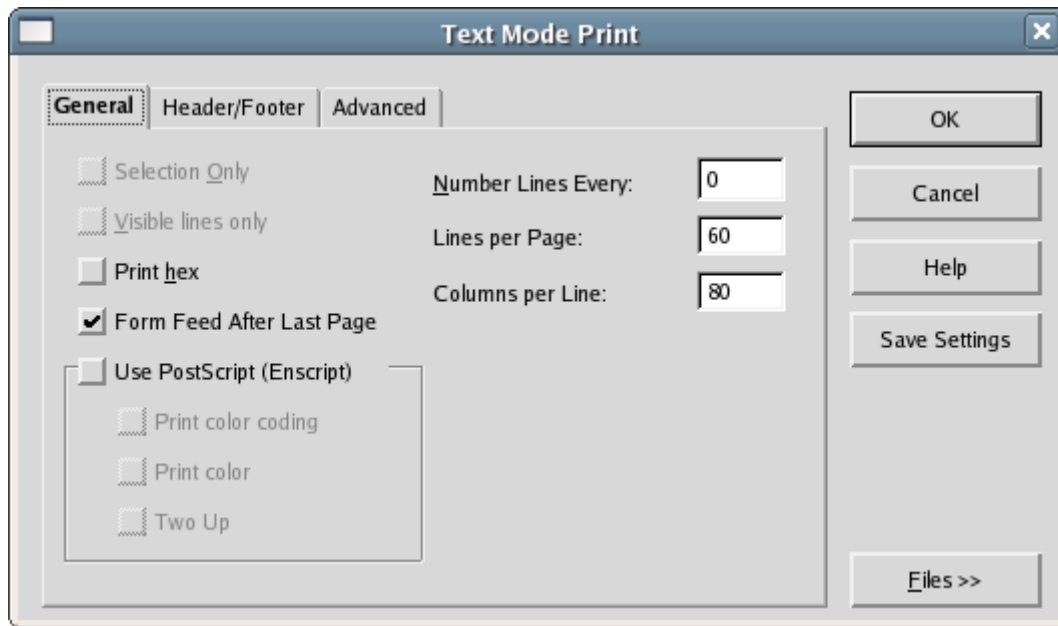 Text Mode Print
General
Header/Footer
Advanced
Selection Only
Visible lines only
Print hex
Form Feed After Last Page
Use PostScript (Enscript)
Print color coding
Print color
Two Up
Number Lines Every:
0
Lines per Page:
60
Columns per Line:
80
OK
Cancel
Help
Save Settings
Files >>